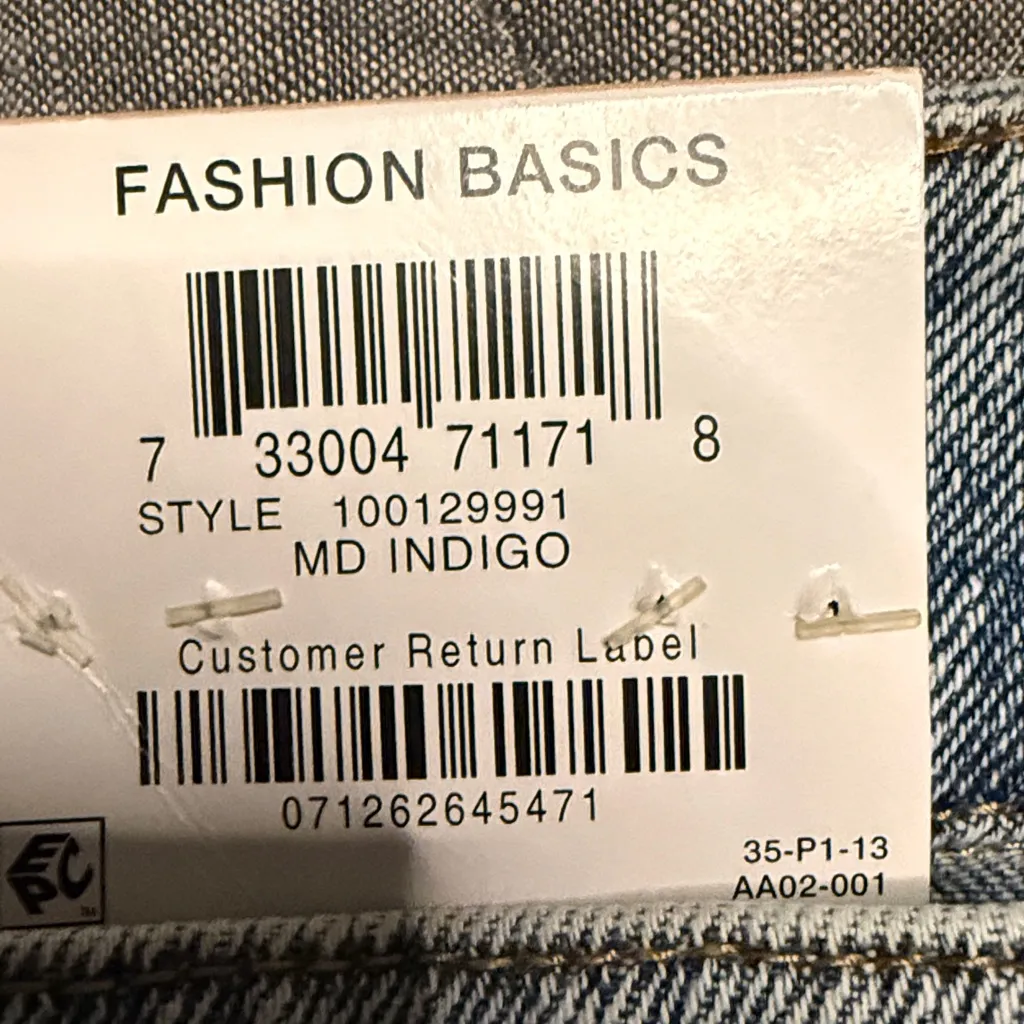 FASHION BASICS
7 33004 71171 8
STYLE 100129991
MD INDIGO
Customer Return Label
071262645471
EPC
TM
35-P1-13
AA02-001